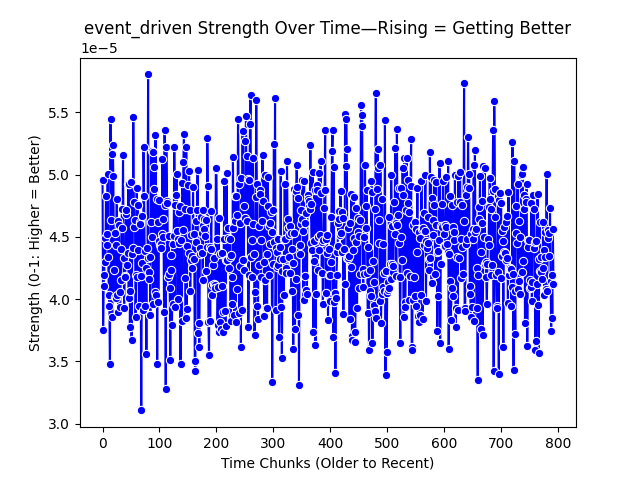 event_driven Strength Over Time—Rising = Getting Better
1e−5
5.5
5.0
4.5
4.0
3.5
3.0
Strength (0-1: Higher = Better)
0 100 200 300 400 500 600 700 800
Time Chunks (Older to Recent)